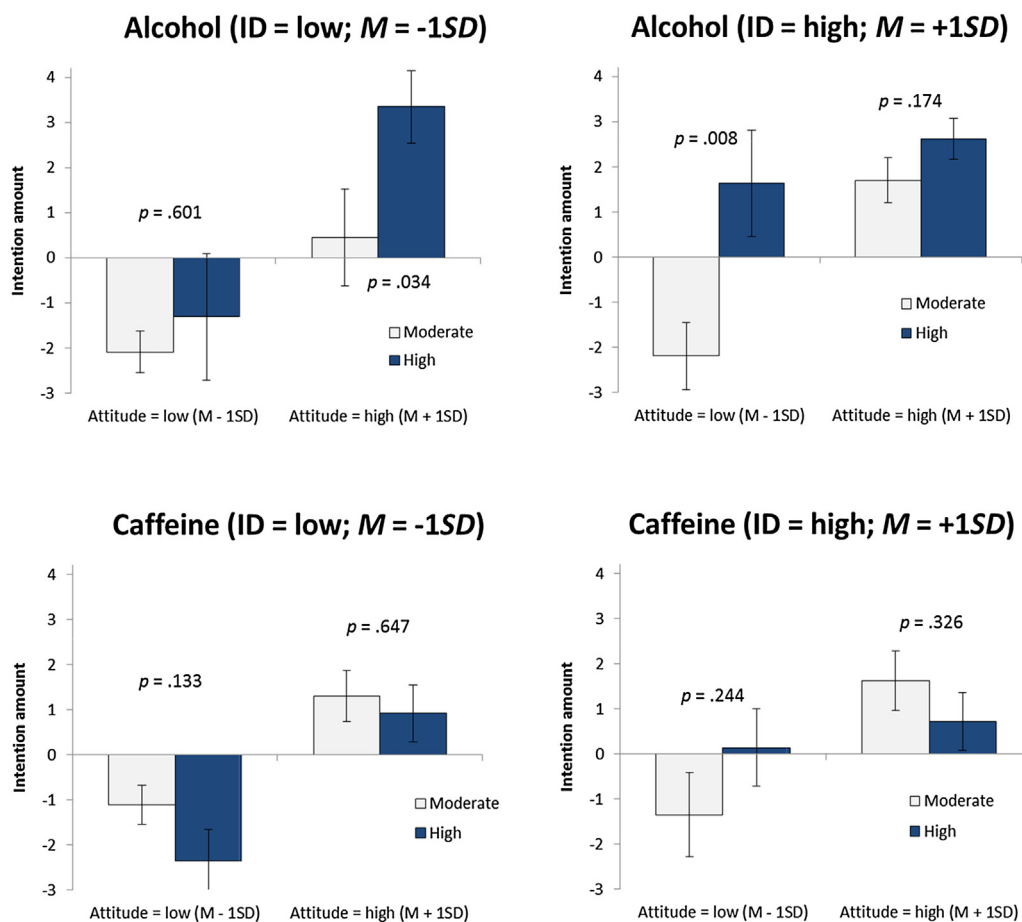 Alcohol (ID = low; M = -1SD)
4
3
2
1
0
-1
-2
-3
Intention amount
p = .601
p = .034
Moderate
High
Attitude = low (M - 1SD)
Attitude = high (M + 1SD)
Alcohol (ID = high; M = +1SD)
4
3
2
1
0
-1
-2
-3
Intention amount
p = .008
p = .174
Moderate
High
Attitude = low (M - 1SD)
Attitude = high (M + 1SD)
Caffeine (ID = low; M = -1SD)
4
3
2
1
0
-1
-2
-3
Intention amount
p = .133
p = .647
Moderate
High
Attitude = low (M - 1SD)
Attitude = high (M + 1SD)
Caffeine (ID = high; M = +1SD)
4
3
2
1
0
-1
-2
-3
Intention amount
p = .244
p = .326
Moderate
High
Attitude = low (M - 1SD)
Attitude = high (M + 1SD)